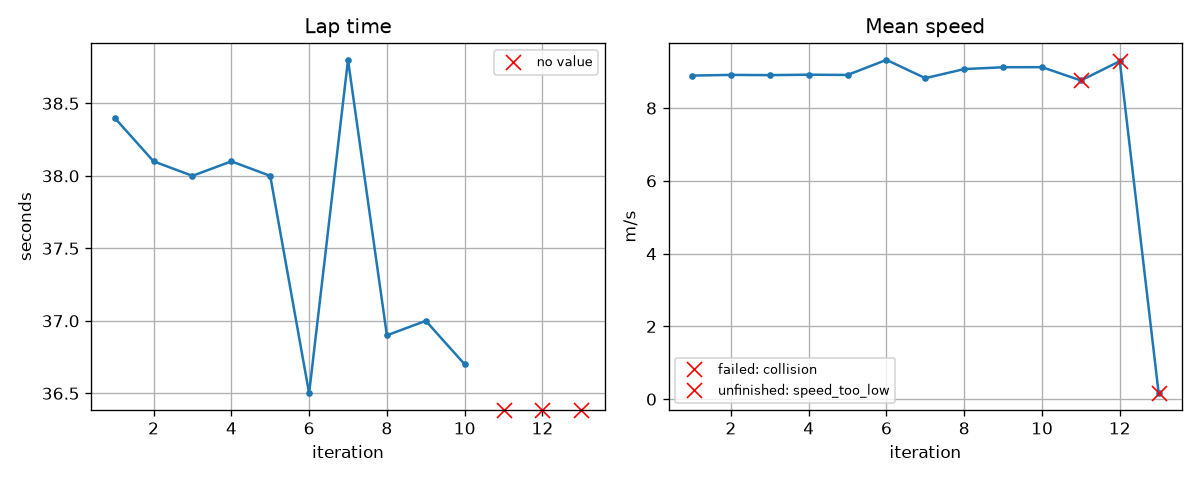 Lap time
seconds
38.5
38.0
37.5
37.0
36.5
no value
2 4 6 8 10 12
iteration
Mean speed
m/s
8
6
4
2
0
failed: collision
unfinished: speed_too_low
2 4 6 8 10 12
iteration